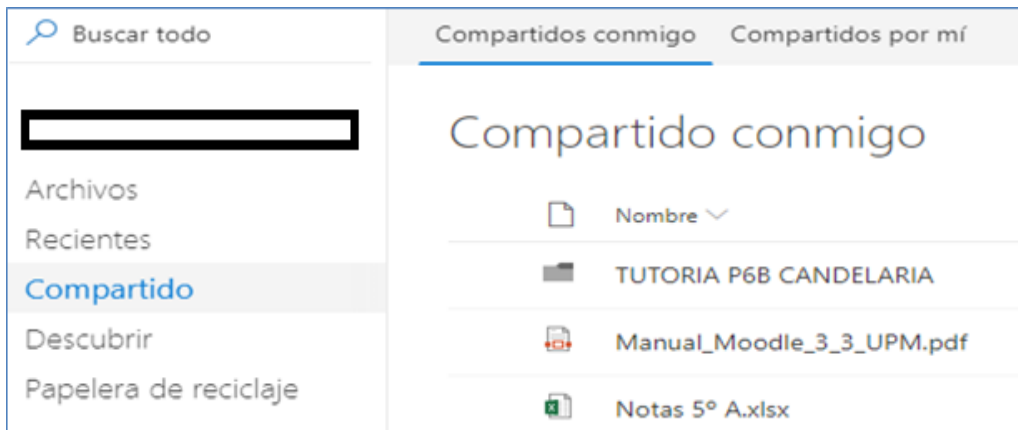 Buscar todo
Archivos
Recientes
Compartido
Descubrir
Papelera de reciclaje
Compartidos conmigo Compartidos por mí
Compartido conmigo
Nombre
TUTORIA P6B CANDELARIA
Manual_Moodle_3_3_UPM.pdf
Notas 5º A.xlsx